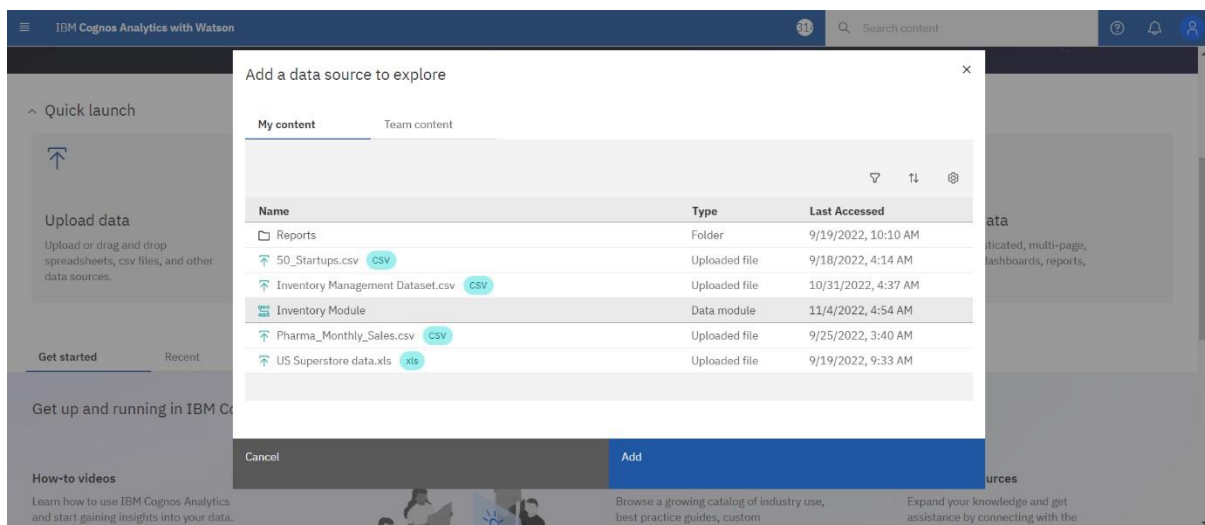 IBM Cognos Analytics with Watson
Search content
Add a data source to explore
Quick launch
My content Team content
Upload data
Upload or drag and drop
spreadsheets, csv files, and other
data sources.
Name Type Last Accessed
Reports Folder 9/19/2022, 10:10 AM
50_Startups.csv CSV Uploaded file 9/18/2022, 4:14 AM
Inventory Management Dataset.csv CSV Uploaded file 10/31/2022, 4:37 AM
Inventory Module Data module 11/4/2022, 4:54 AM
Pharma_Monthly_Sales.csv CSV Uploaded file 9/25/2022, 3:40 AM
US Superstore data.xls xls Uploaded file 9/19/2022, 9:33 AM
ata
sticated, multi-page,
dashboards, reports,
Get started Recent
Get up and running in IBM Co
Cancel Add
How-to videos
Learn how to use IBM Cognos Analytics
and start gaining insights into your data.
Browse a growing catalog of industry use,
best practice guides, custom
urces
Expand your knowledge and get
assistance by connecting with the